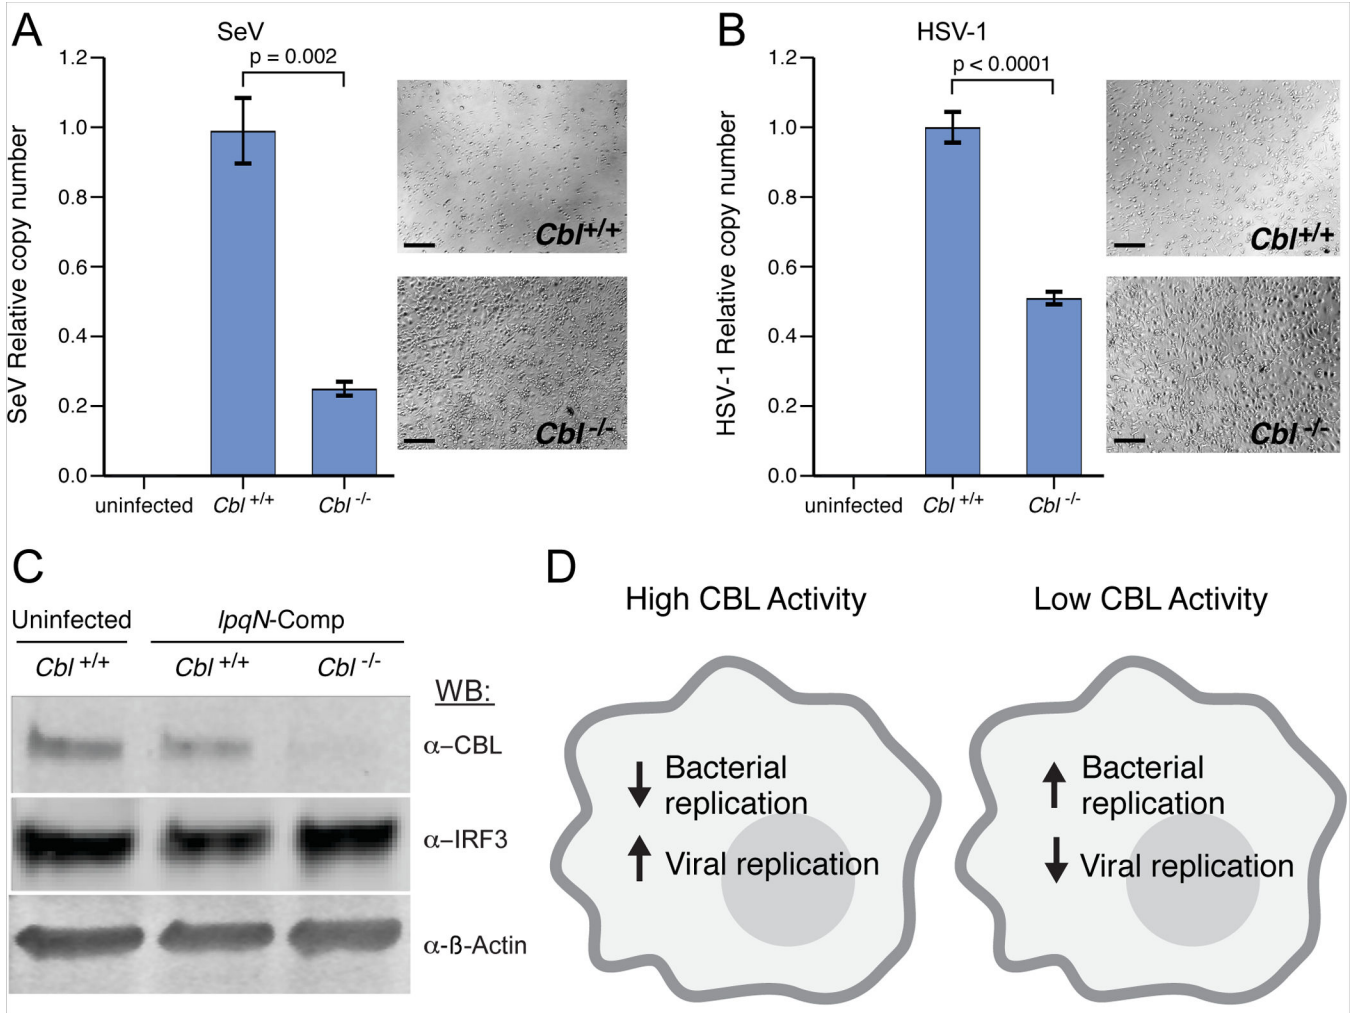 A
SeV
p = 0.002
SeV Relative copy number
1.2
1.0
0.8
0.6
0.4
0.2
0.0
uninfected
Cbl +/+
Cbl -/-
Cbl+/+
Cbl -/-
B
HSV-1
p < 0.0001
HSV-1 Relative copy number
1.2
1.0
0.8
0.6
0.4
0.2
0.0
uninfected
Cbl +/+
Cbl -/-
Cbl+/+
Cbl -/-
C
Uninfected
lpqN-Comp
Cbl +/+
Cbl +/+
Cbl -/-
WB:
α–CBL
α–IRF3
α-ß-Actin
D
High CBL Activity
↓ Bacterial
replication
↑ Viral replication
Low CBL Activity
↑ Bacterial
replication
↓ Viral replication